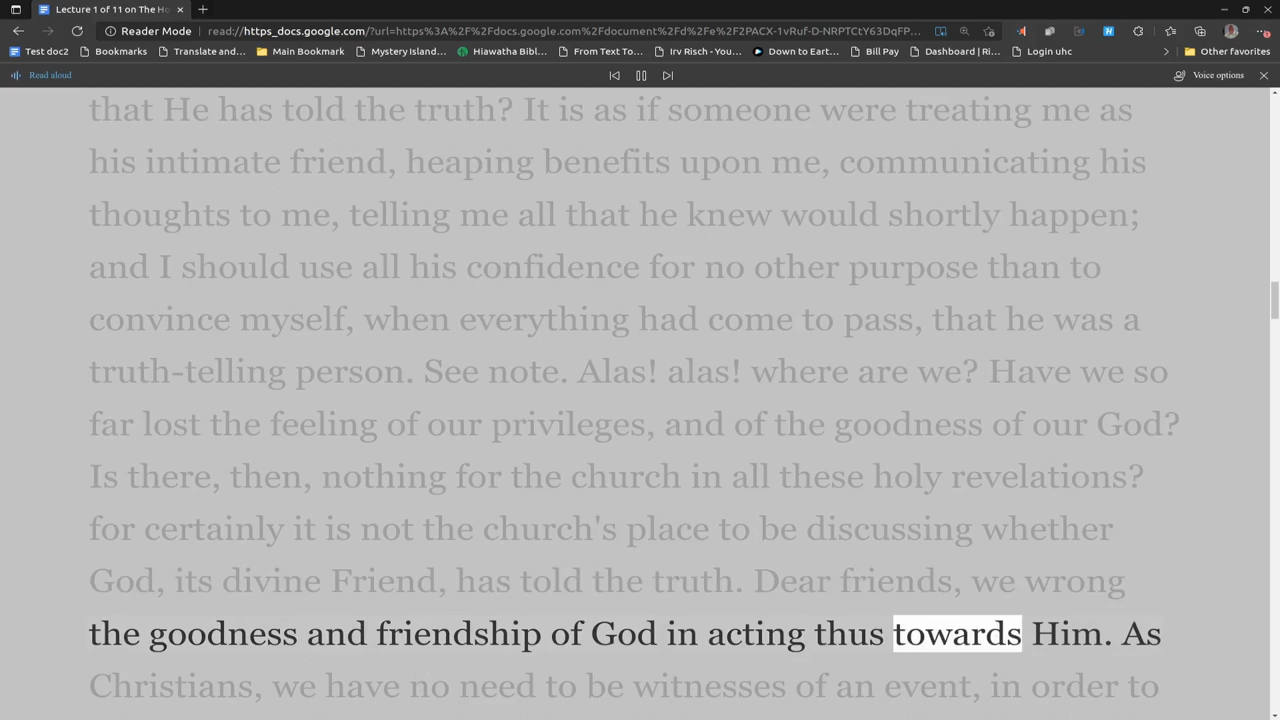 Lecture 1 of 11 on The Ho
Reader Mode read://https_docs.google.com/?url=https%3A%2F%2Fdocs.google.com%2Fdocument%2Fd%2Fe%2F2PACX-1vRuf-D-NRPTCtY63DqFP...
Test doc2 Bookmarks Translate and... Main Bookmark Mystery Island... Hiawatha Bibl... From Text To... Irv Risch - You... Down to Eart... Bill Pay Dashboard | Ri... Login uhc Other favorites
Read aloud Voice options
that He has told the truth? It is as if someone were treating me as
his intimate friend, heaping benefits upon me, communicating his
thoughts to me, telling me all that he knew would shortly happen;
and I should use all his confidence for no other purpose than to
convince myself, when everything had come to pass, that he was a
truth-telling person. See note. Alas! alas! where are we? Have we so
far lost the feeling of our privileges, and of the goodness of our God?
Is there, then, nothing for the church in all these holy revelations?
for certainly it is not the church's place to be discussing whether
God, its divine Friend, has told the truth. Dear friends, we wrong
the goodness and friendship of God in acting thus towards Him. As
Christians, we have no need to be witnesses of an event, in order to